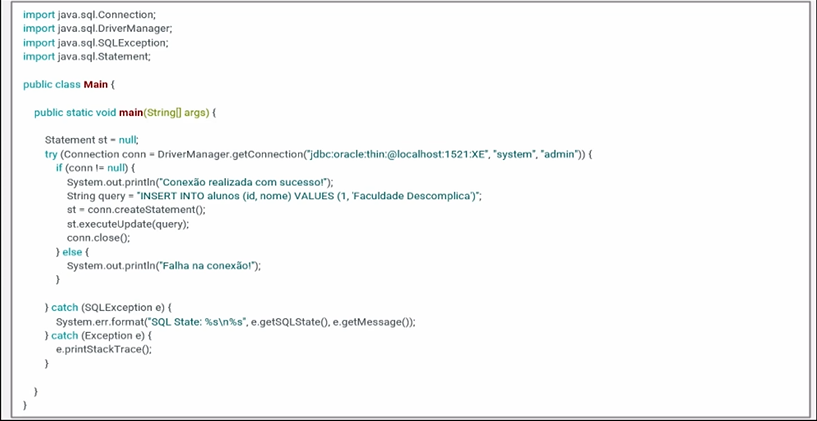 import java.sql.Connection;
import java.sql.DriverManager;
import java.sql.SQLException;
import java.sql.Statement;
public class Main {
public static void main(String[] args) {
Statement st = null;
try (Connection conn = DriverManager.getConnection("jdbc:oracle:thin:@localhost:1521:XE", "system", "admin")) {
if (conn != null) {
System.out.println("Conexão realizada com sucesso!");
String query = "INSERT INTO alunos (id, nome) VALUES (1, 'Faculdade Descomplica')";
st = conn.createStatement();
st.executeUpdate(query);
conn.close();
} else {
System.out.println("Falha na conexão!");
}
} catch (SQLException e) {
System.err.format("SQL State: %s\n%s", e.getSQLState(), e.getMessage());
} catch (Exception e) {
e.printStackTrace();
}
}
}